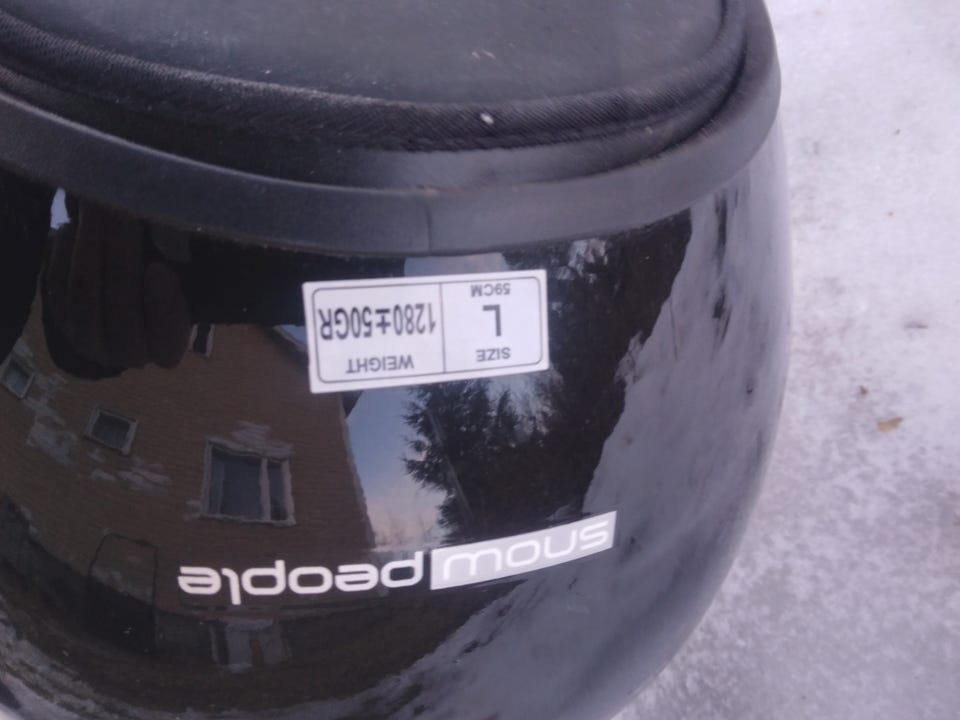 SIZE
L
59CM
WEIGHT
1280±50GR
snow people